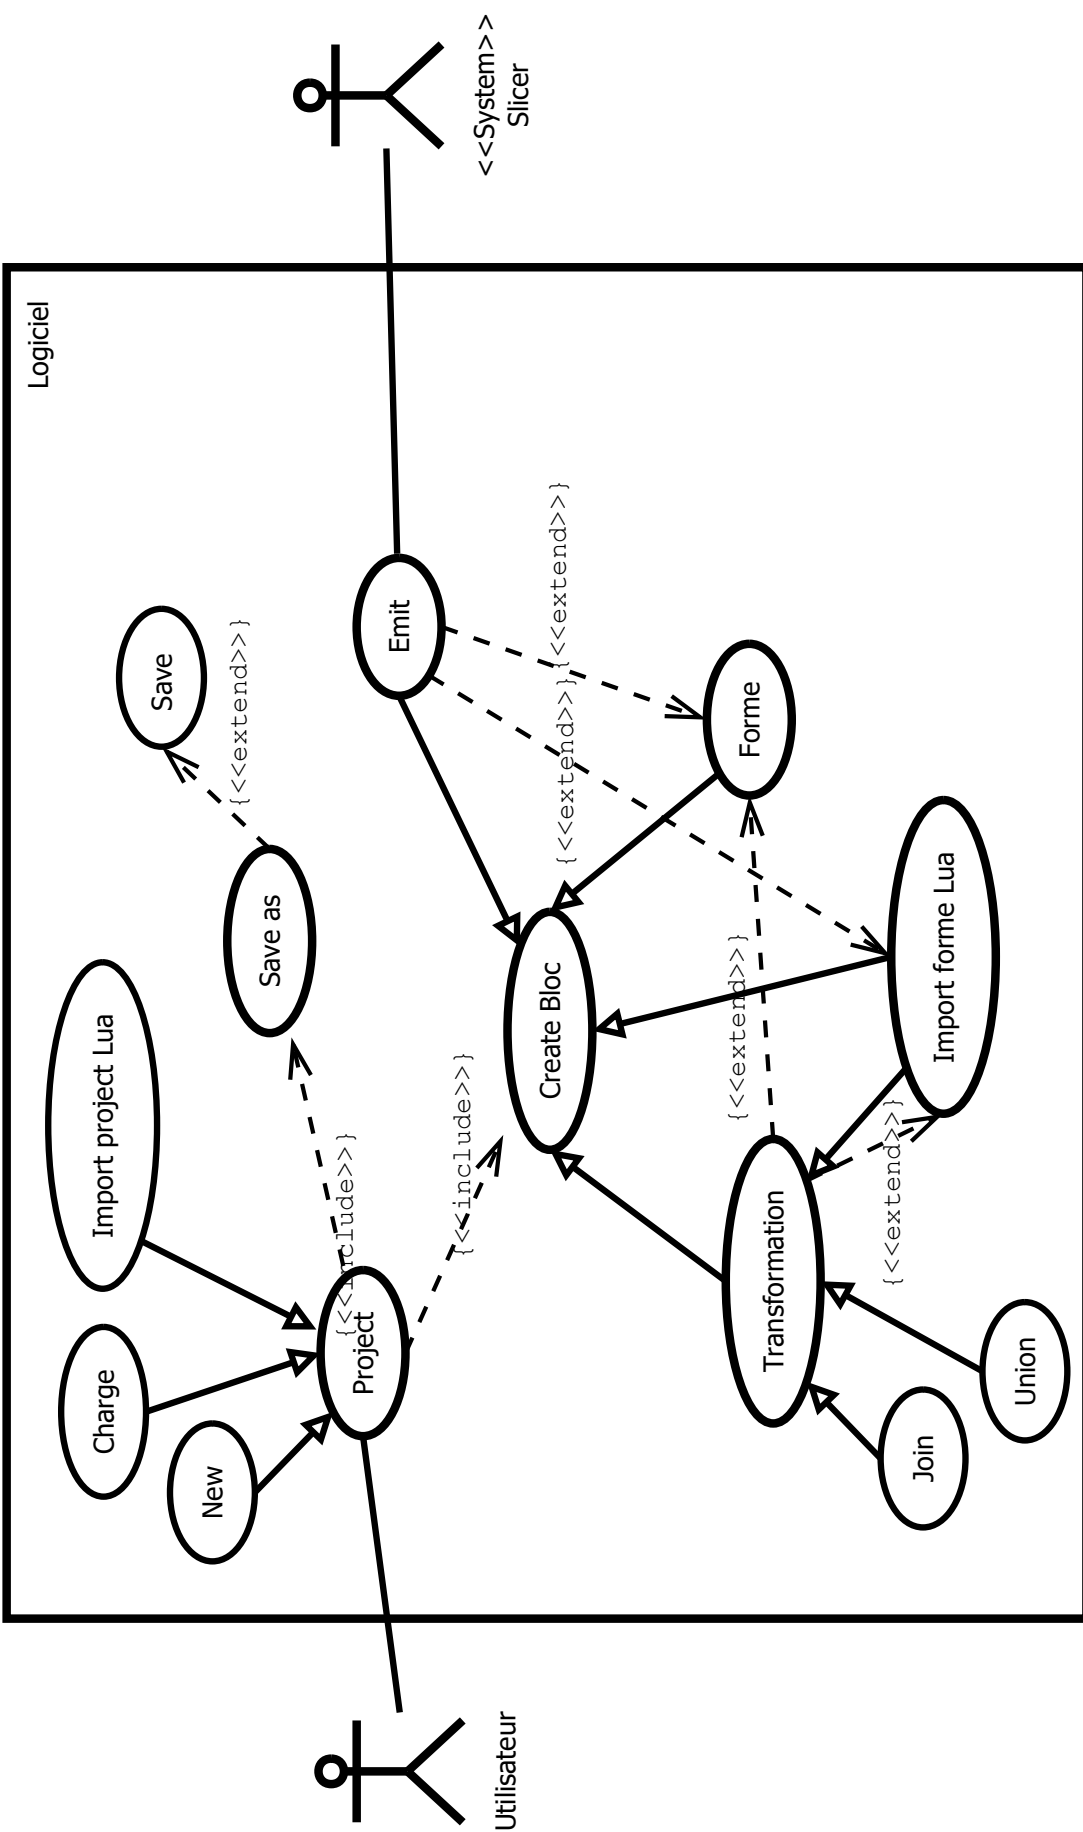 Logiciel
Import project Lua
Charge
New
Save
{<<extend>>}
Save as
{<<include>>}
Project
{<<include>>}
Emit
<<System>>
Slicer
Utilisateur
{<<extend>>}
{<<extend>>}
Create Bloc
Forme
{<<extend>>}
Transformation
{<<extend>>}
Import forme Lua
Join
Union